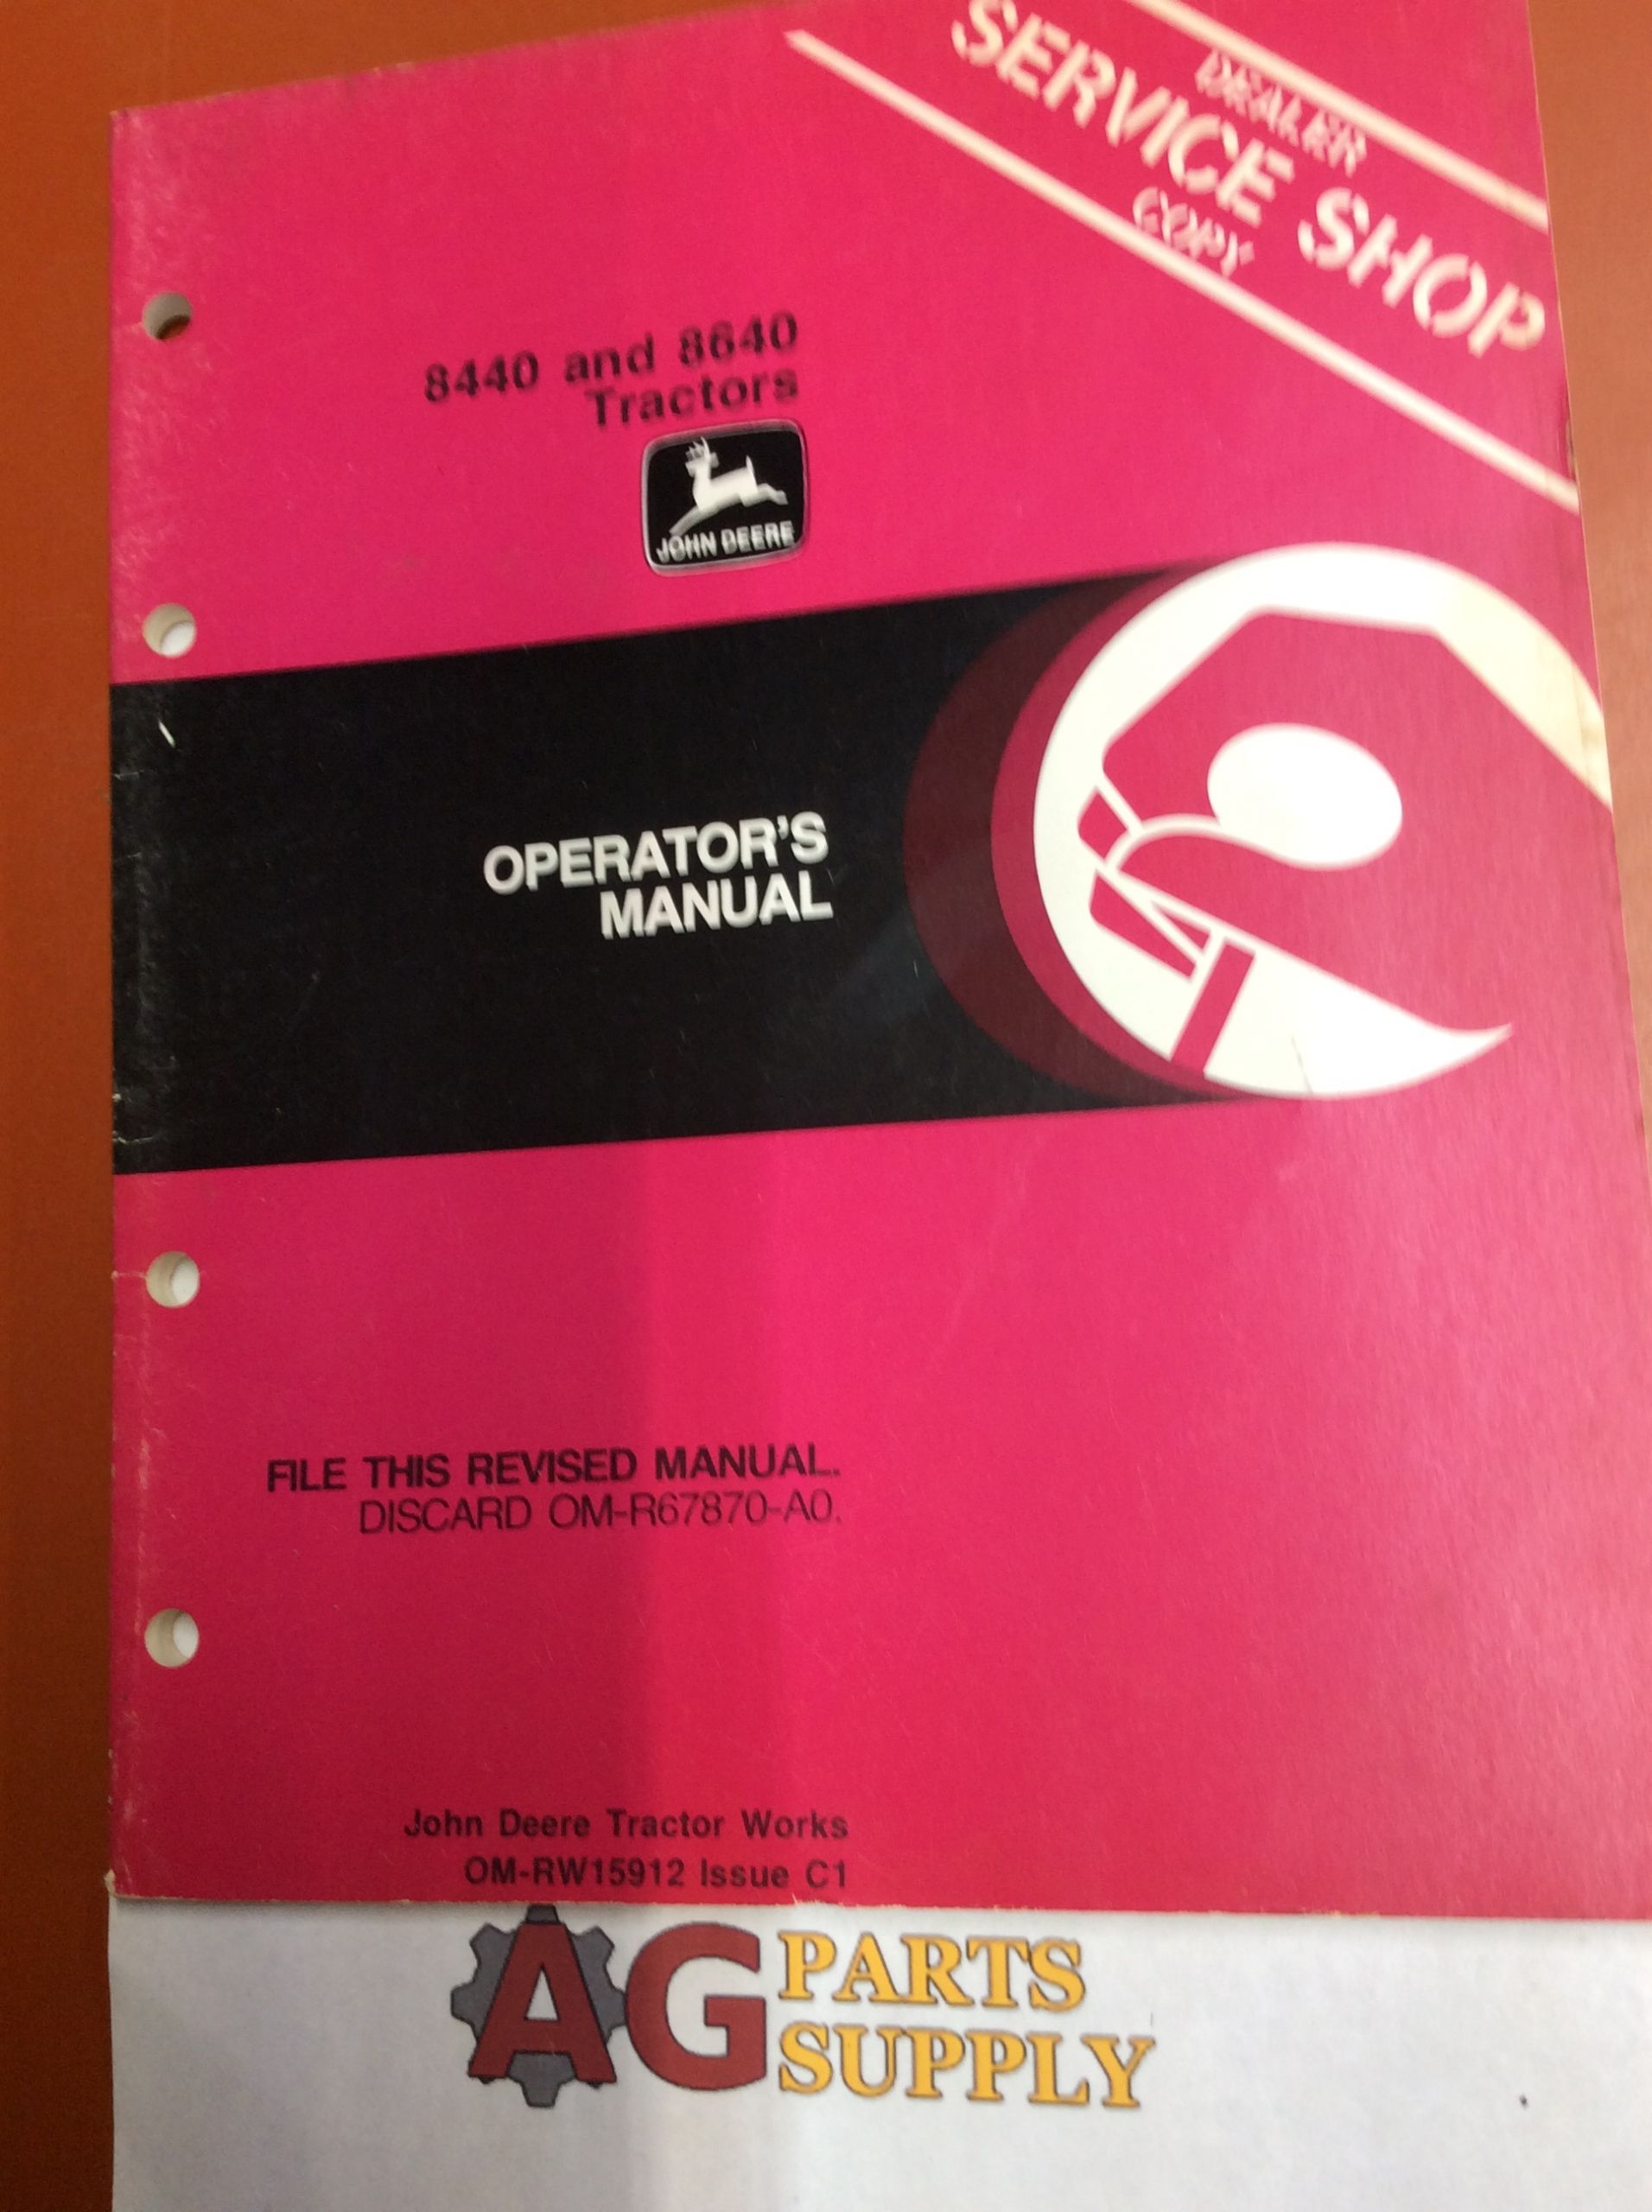 DEALER
SERVICE SHOP
COPY
8440 and 8640
Tractors
JOHN DEERE
OPERATOR'S
MANUAL
FILE THIS REVISED MANUAL.
DISCARD OM-R67870-A0.
John Deere Tractor Works
OM-RW15912 Issue C1
AG PARTS
SUPPLY